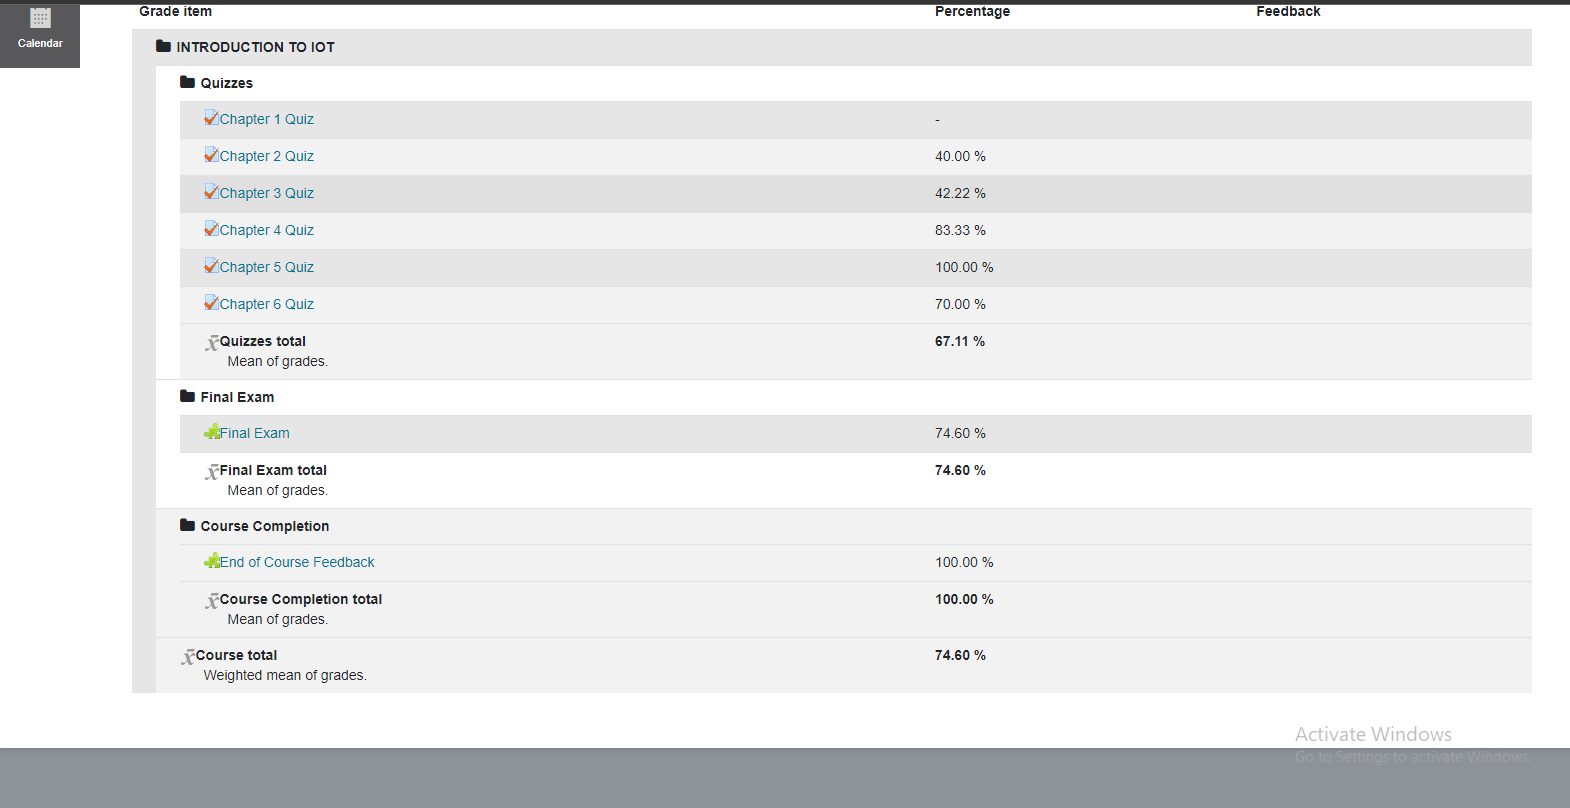 Calendar
Grade item Percentage Feedback
INTRODUCTION TO IOT
Quizzes
Chapter 1 Quiz -
Chapter 2 Quiz 40.00 %
Chapter 3 Quiz 42.22 %
Chapter 4 Quiz 83.33 %
Chapter 5 Quiz 100.00 %
Chapter 6 Quiz 70.00 %
Quizzes total 67.11 %
Mean of grades.
Final Exam
Final Exam 74.60 %
Final Exam total 74.60 %
Mean of grades.
Course Completion
End of Course Feedback 100.00 %
Course Completion total 100.00 %
Mean of grades.
Course total 74.60 %
Weighted mean of grades.
Activate Windows
Go to Settings to activate Windows.